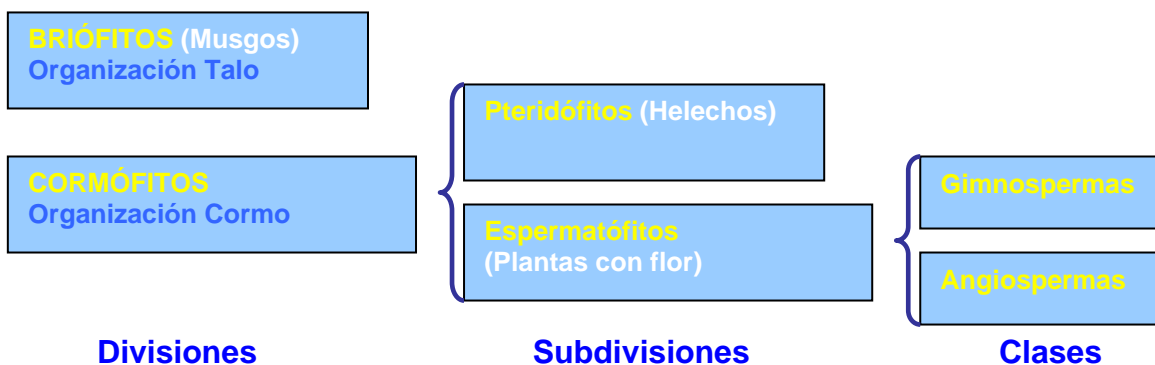 BRIÓFITOS (Musgos)
Organización Talo
CORMÓFITOS
Organización Cormo
Pteridófitos (Helechos)
Espermatófitos
(Plantas con flor)
Gimnospermas
Angiospermas
Divisiones
Subdivisiones
Clases